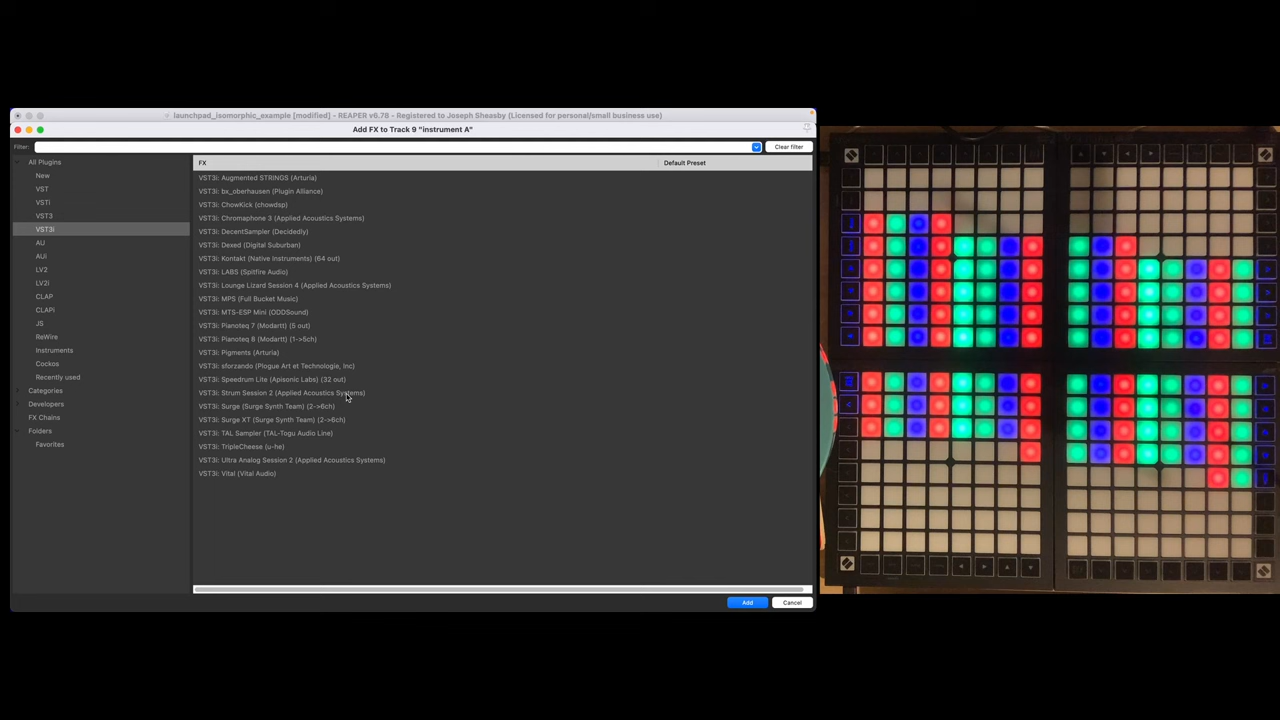 launchpad_isomorphic_example [modified] - REAPER v6.78 - Registered to Joseph Sheasby (Licensed for personal/small business use)
Add FX to Track 9 "instrument A"
Filter:
Clear filter
All Plugins
New
VST
VSTi
VST3
VST3i
AU
AUi
LV2
LV2i
CLAP
CLAPi
JS
ReWire
Instruments
Cockos
Recently used
Categories
Developers
FX Chains
Folders
Favorites
FX
Default Preset
VST3i: Augmented STRINGS (Arturia)
VST3i: bx_oberhausen (Plugin Alliance)
VST3i: ChowKick (chowdsp)
VST3i: Chromaphone 3 (Applied Acoustics Systems)
VST3i: DecentSampler (Decidedly)
VST3i: Dexed (Digital Suburban)
VST3i: Kontakt (Native Instruments) (64 out)
VST3i: LABS (Spitfire Audio)
VST3i: Lounge Lizard Session 4 (Applied Acoustics Systems)
VST3i: MPS (Full Bucket Music)
VST3i: MTS-ESP Mini (ODDSound)
VST3i: Pianoteq 7 (Modartt) (5 out)
VST3i: Pianoteq 8 (Modartt) (1->5ch)
VST3i: Pigments (Arturia)
VST3i: sforzando (Plogue Art et Technologie, Inc)
VST3i: Speedrum Lite (Apisonic Labs) (32 out)
VST3i: Strum Session 2 (Applied Acoustics Systems)
VST3i: Surge (Surge Synth Team) (2->6ch)
VST3i: Surge XT (Surge Synth Team) (2->6ch)
VST3i: TAL Sampler (TAL-Togu Audio Line)
VST3i: TripleCheese (u-he)
VST3i: Ultra Analog Session 2 (Applied Acoustics Systems)
VST3i: Vital (Vital Audio)
Add
Cancel